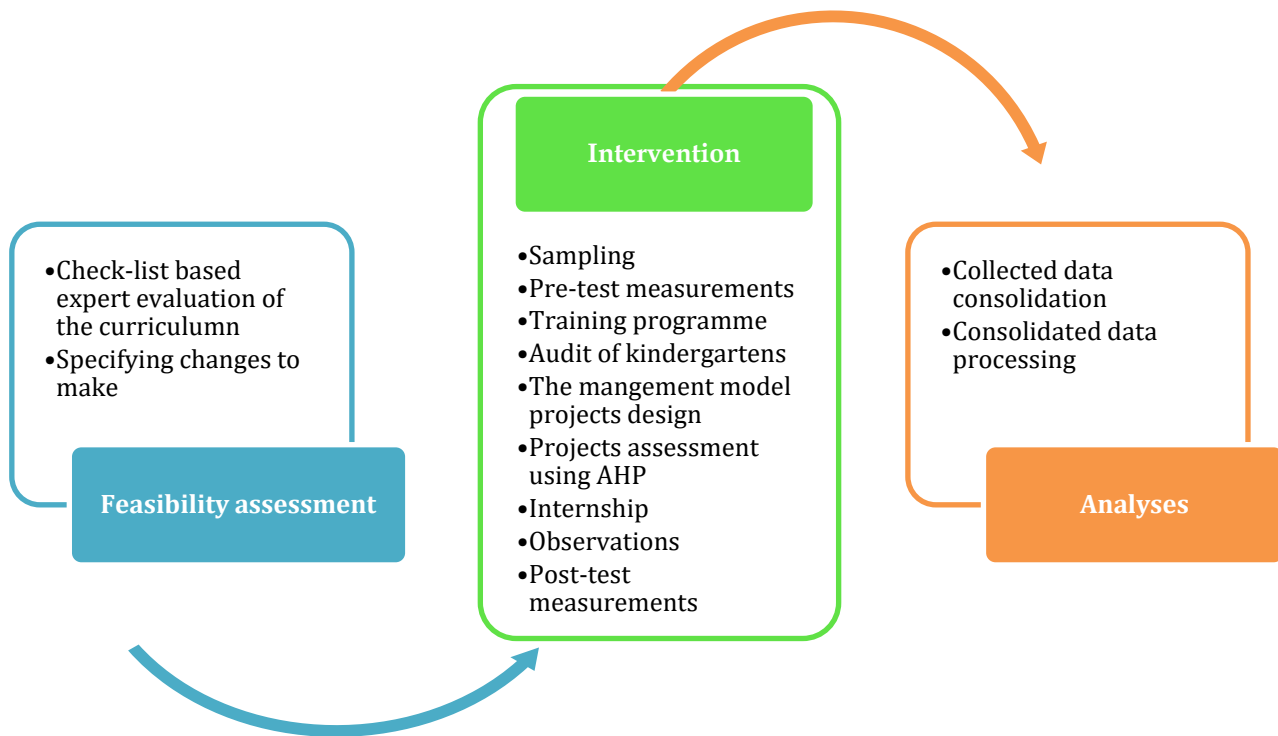 •Check-list based
expert evaluation of
the curriculumn
•Specifying changes to
make
Feasibility assessment
Intervention
•Sampling
•Pre-test measurements
•Training programme
•Audit of kindergartens
•The mangement model
projects design
•Projects assessment
using AHP
•Internship
•Observations
•Post-test
measurements
•Collected data
consolidation
•Consolidated data
processing
Analyses